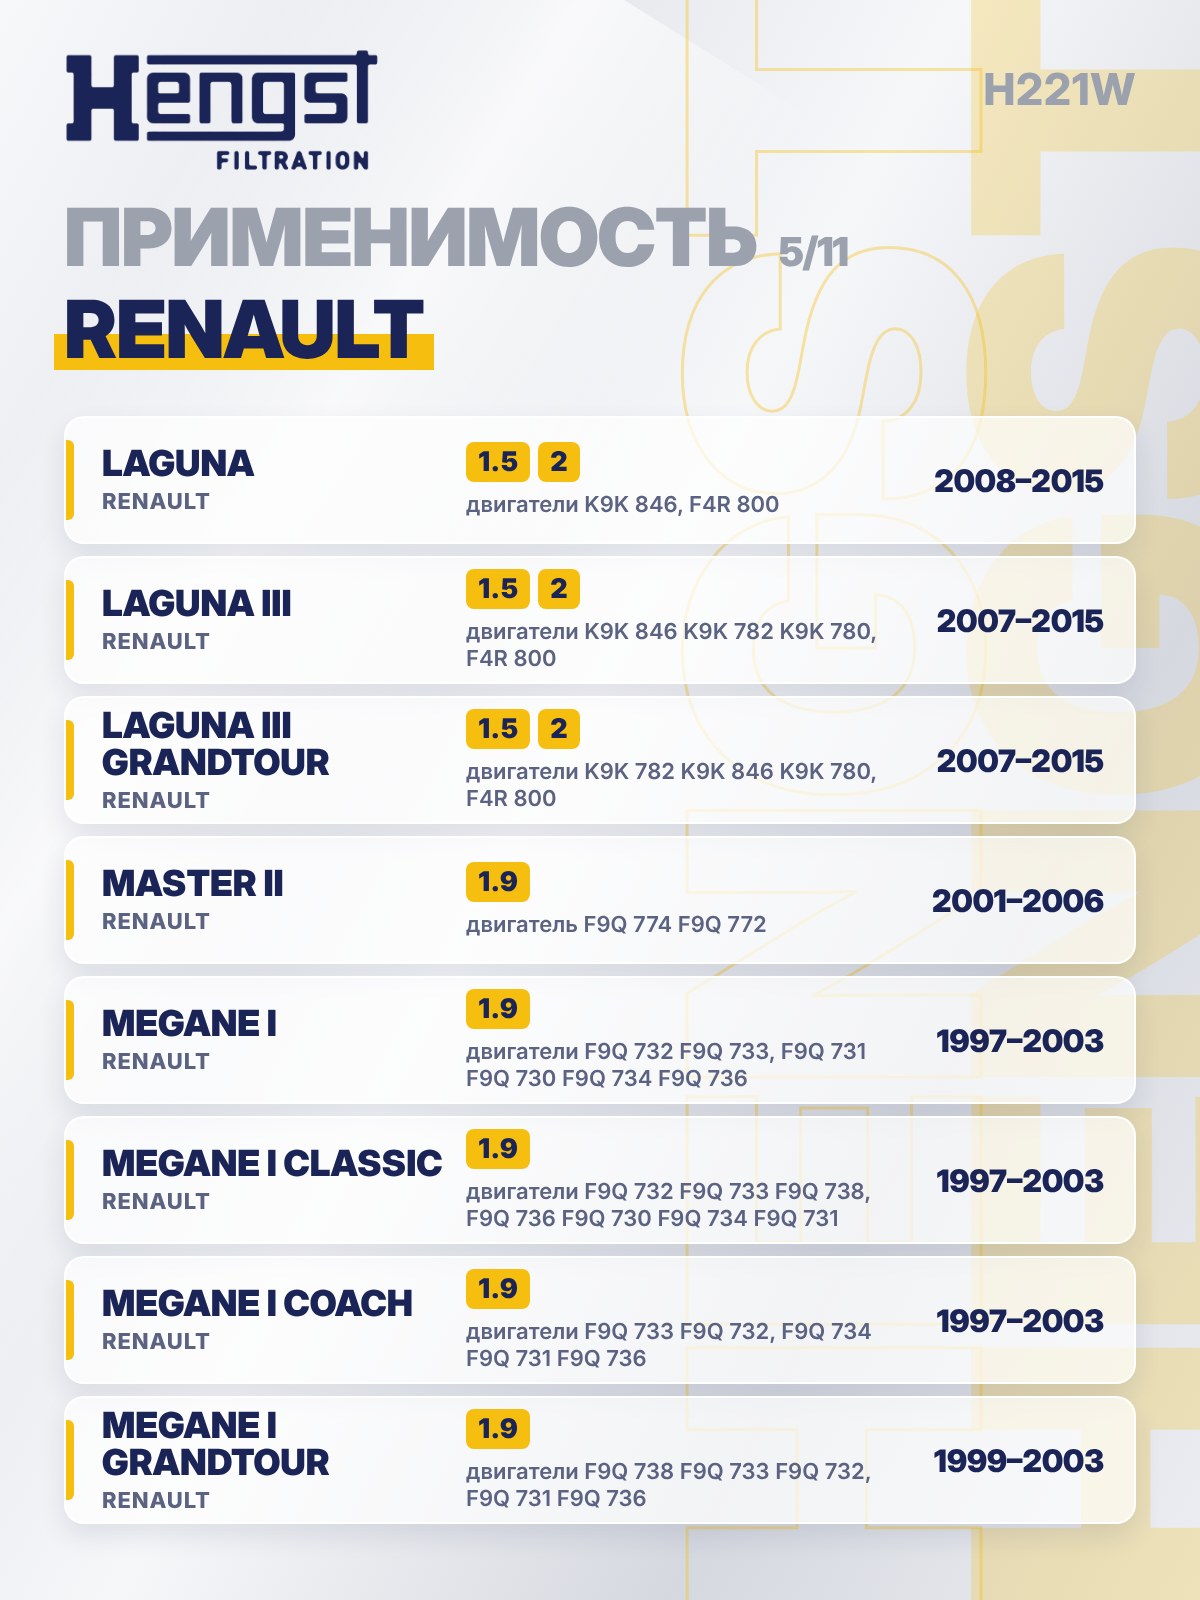 Hengst
FILTRATION
H221W
ПРИМЕНИМОСТЬ 5/11
RENAULT
LAGUNA
RENAULT
1.5 2
двигатели K9K 846, F4R 800
2008–2015
LAGUNA III
RENAULT
1.5 2
двигатели K9K 846 K9K 782 K9K 780,
F4R 800
2007–2015
LAGUNA III
GRANDTOUR
RENAULT
1.5 2
двигатели K9K 782 K9K 846 K9K 780,
F4R 800
2007–2015
MASTER II
RENAULT
1.9
двигатель F9Q 774 F9Q 772
2001–2006
MEGANE I
RENAULT
1.9
двигатели F9Q 732 F9Q 733, F9Q 731
F9Q 730 F9Q 734 F9Q 736
1997–2003
MEGANE I CLASSIC
RENAULT
1.9
двигатели F9Q 732 F9Q 733 F9Q 738,
F9Q 736 F9Q 730 F9Q 734 F9Q 731
1997–2003
MEGANE I COACH
RENAULT
1.9
двигатели F9Q 733 F9Q 732, F9Q 734
F9Q 731 F9Q 736
1997–2003
MEGANE I
GRANDTOUR
RENAULT
1.9
двигатели F9Q 738 F9Q 733 F9Q 732,
F9Q 731 F9Q 736
1999–2003
HENGST
HENGST